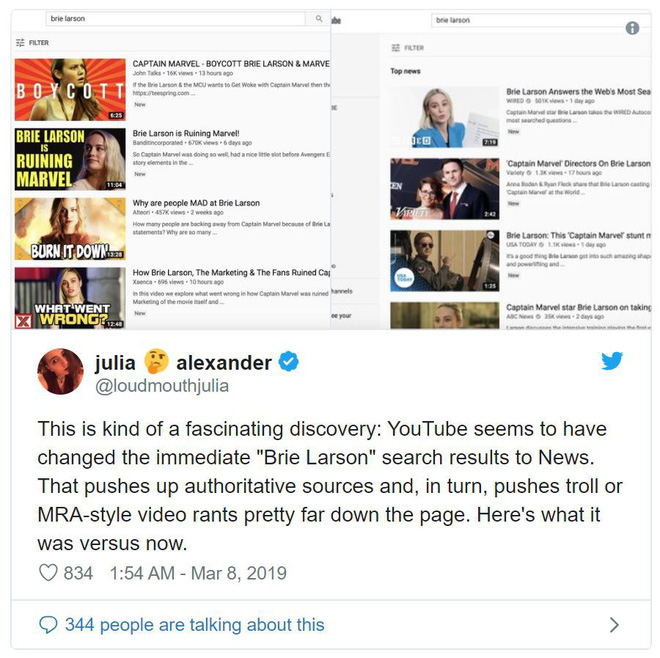 brie larson
FILTER
BOYCOTT
6:25
CAPTAIN MARVEL - BOYCOTT BRIE LARSON & MARVE
John Talks • 16K views • 13 hours ago
If the Brie Larson & the MCU wants to Get Woke with Captain Marvel then th
https://teespring.com ...
New
BRIE LARSON
IS
RUINING
MARVEL
11:04
Brie Larson is Ruining Marvel!
Banditincorporated • 670K views • 6 days ago
So Captain Marvel was doing so well, had a nice little slot before Avengers E
story elements in the ...
New
BURN IT DOWN
13:28
Why are people MAD at Brie Larson
Alteori • 457K views • 2 weeks ago
How many people are backing away from Captain Marvel because of Brie La
statements? Why are so many ...
WHAT WENT
WRONG?
12:48
How Brie Larson, The Marketing & The Fans Ruined Cap
Xaenca • 696 views • 10 hours ago
In this video we explore what went wrong in how Captain Marvel was ruined
Marketing of the movie itself and ...
New
ube
brie larson
FILTER
Top news
7:19
Brie Larson Answers the Web's Most Sea
WIRED • 501K views • 1 day ago
Captain Marvel star Brie Larson takes the WIRED Autoco
most searched questions ...
New
VARIETY
2:42
'Captain Marvel' Directors On Brie Larson
Variety • 1.3K views • 17 hours ago
Anna Boden & Ryan Fleck share that Brie Larson casting
'Captain Marvel' at the World ...
New
USA
TODAY
1:25
Brie Larson: This 'Captain Marvel' stunt m
USA TODAY • 1.1K views • 1 day ago
It's a good thing Brie Larson got into such amazing shap
and powerlifting and ...
New
hannels
ee your
Captain Marvel star Brie Larson on taking
ABC News • 35K views • 2 days ago
julia 🤔 alexander
@loudmouthjulia
This is kind of a fascinating discovery: YouTube seems to have
changed the immediate "Brie Larson" search results to News.
That pushes up authoritative sources and, in turn, pushes troll or
MRA-style video rants pretty far down the page. Here's what it
was versus now.
834 1:54 AM - Mar 8, 2019
344 people are talking about this